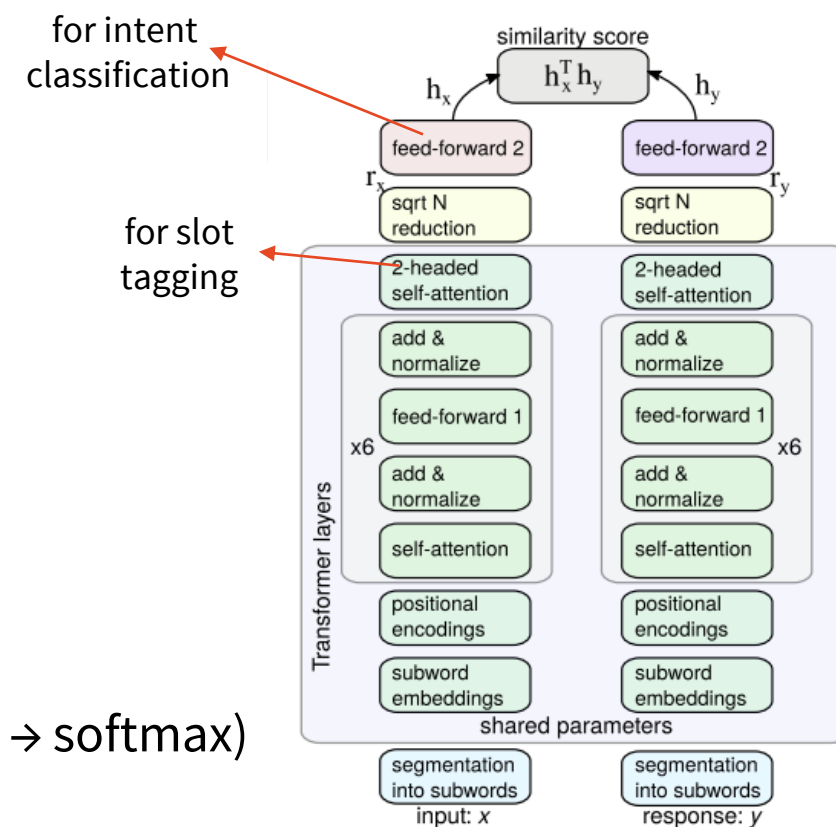 for intent
classification
similarity score
h_x^T h_y
h_x
h_y
feed-forward 2
feed-forward 2
r_x
r_y
sqrt N
reduction
sqrt N
reduction
for slot
tagging
2-headed
self-attention
2-headed
self-attention
add &
normalize
add &
normalize
feed-forward 1
feed-forward 1
x6
x6
add &
normalize
add &
normalize
self-attention
self-attention
Transformer layers
positional
encodings
positional
encodings
subword
embeddings
subword
embeddings
→ softmax)
shared parameters
segmentation
into subwords
segmentation
into subwords
input: x
response: y